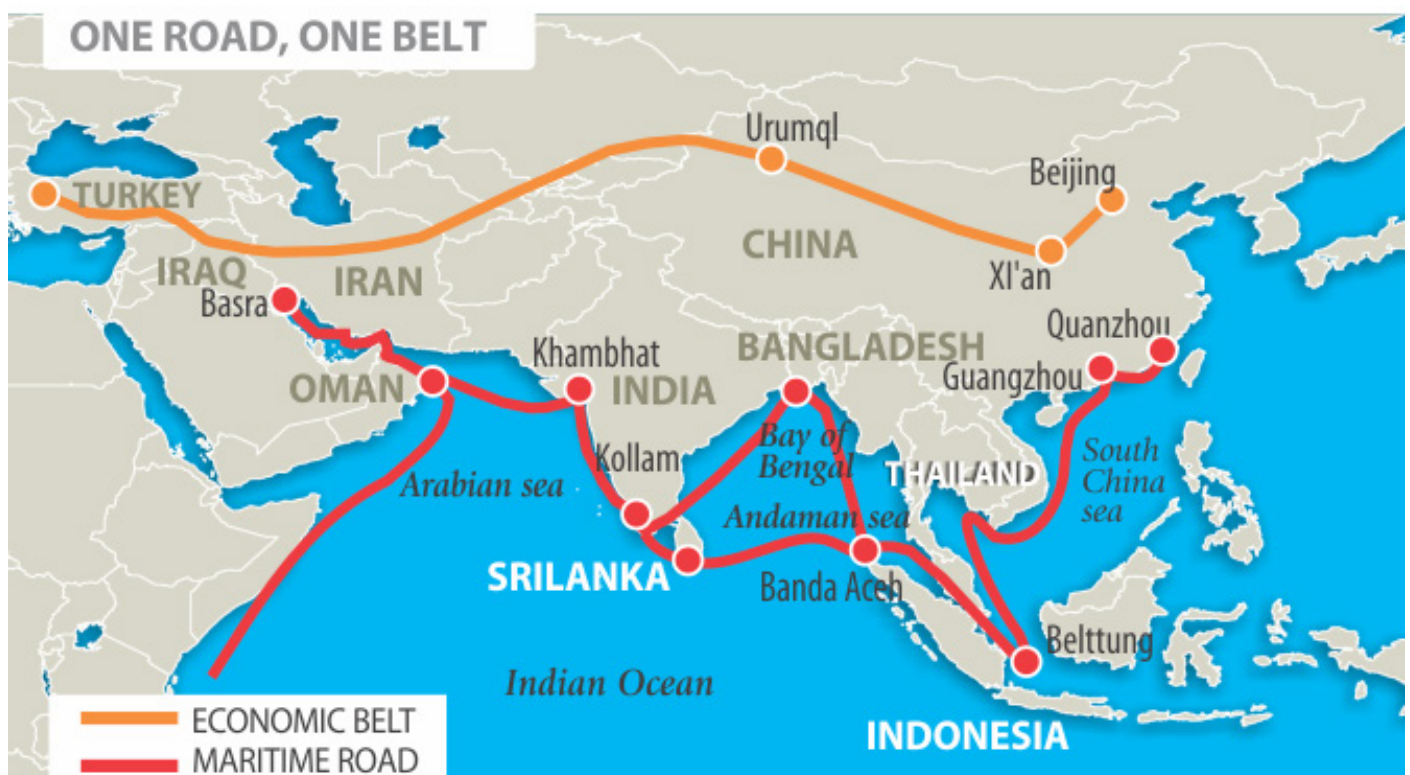 ONE ROAD, ONE BELT
Urumql
Beijing
TURKEY
CHINA
IRAQ
IRAN
XI'an
Basra
Quanzhou
Khambhat
BANGLADESH
Guangzhou
OMAN
INDIA
Bay of
Bengal
Kollam
South
China
sea
THAILAND
Arabian sea
Andaman sea
SRILANKA
Banda Aceh
Belttung
Indian Ocean
INDONESIA
ECONOMIC BELT
MARITIME ROAD